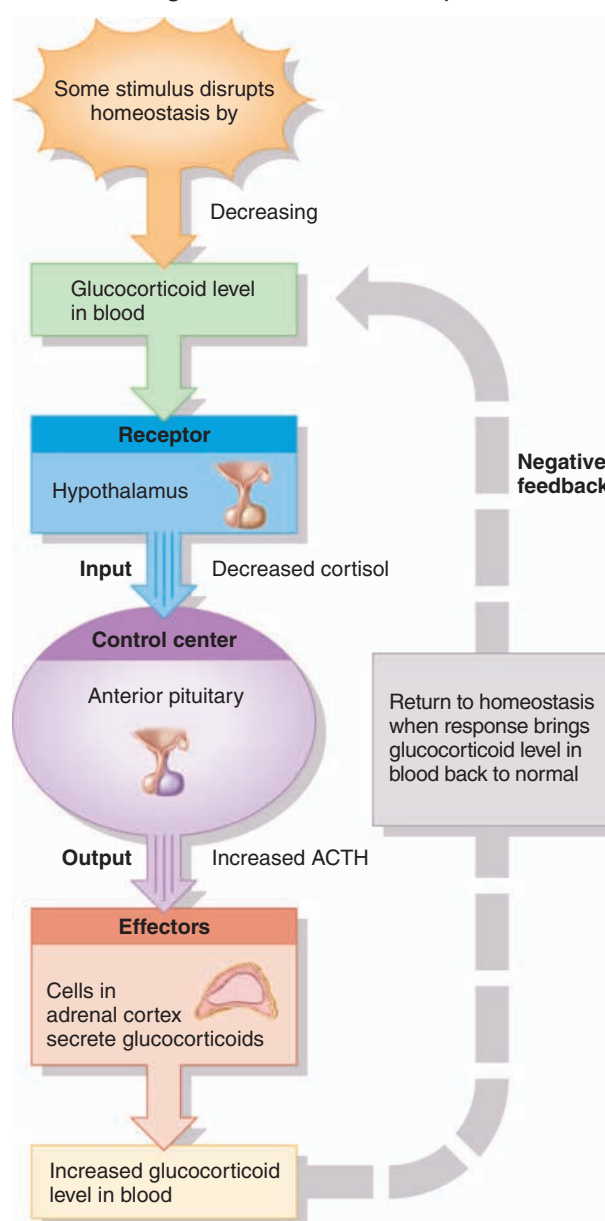 Some stimulus disrupts
homeostasis by
Decreasing
Glucocorticoid level
in blood
Receptor
Hypothalamus
Negative
feedback
Input
Decreased cortisol
Control center
Anterior pituitary
Return to homeostasis
when response brings
glucocorticoid level in
blood back to normal
Output
Increased ACTH
Effectors
Cells in
adrenal cortex
secrete glucocorticoids
Increased glucocorticoid
level in blood